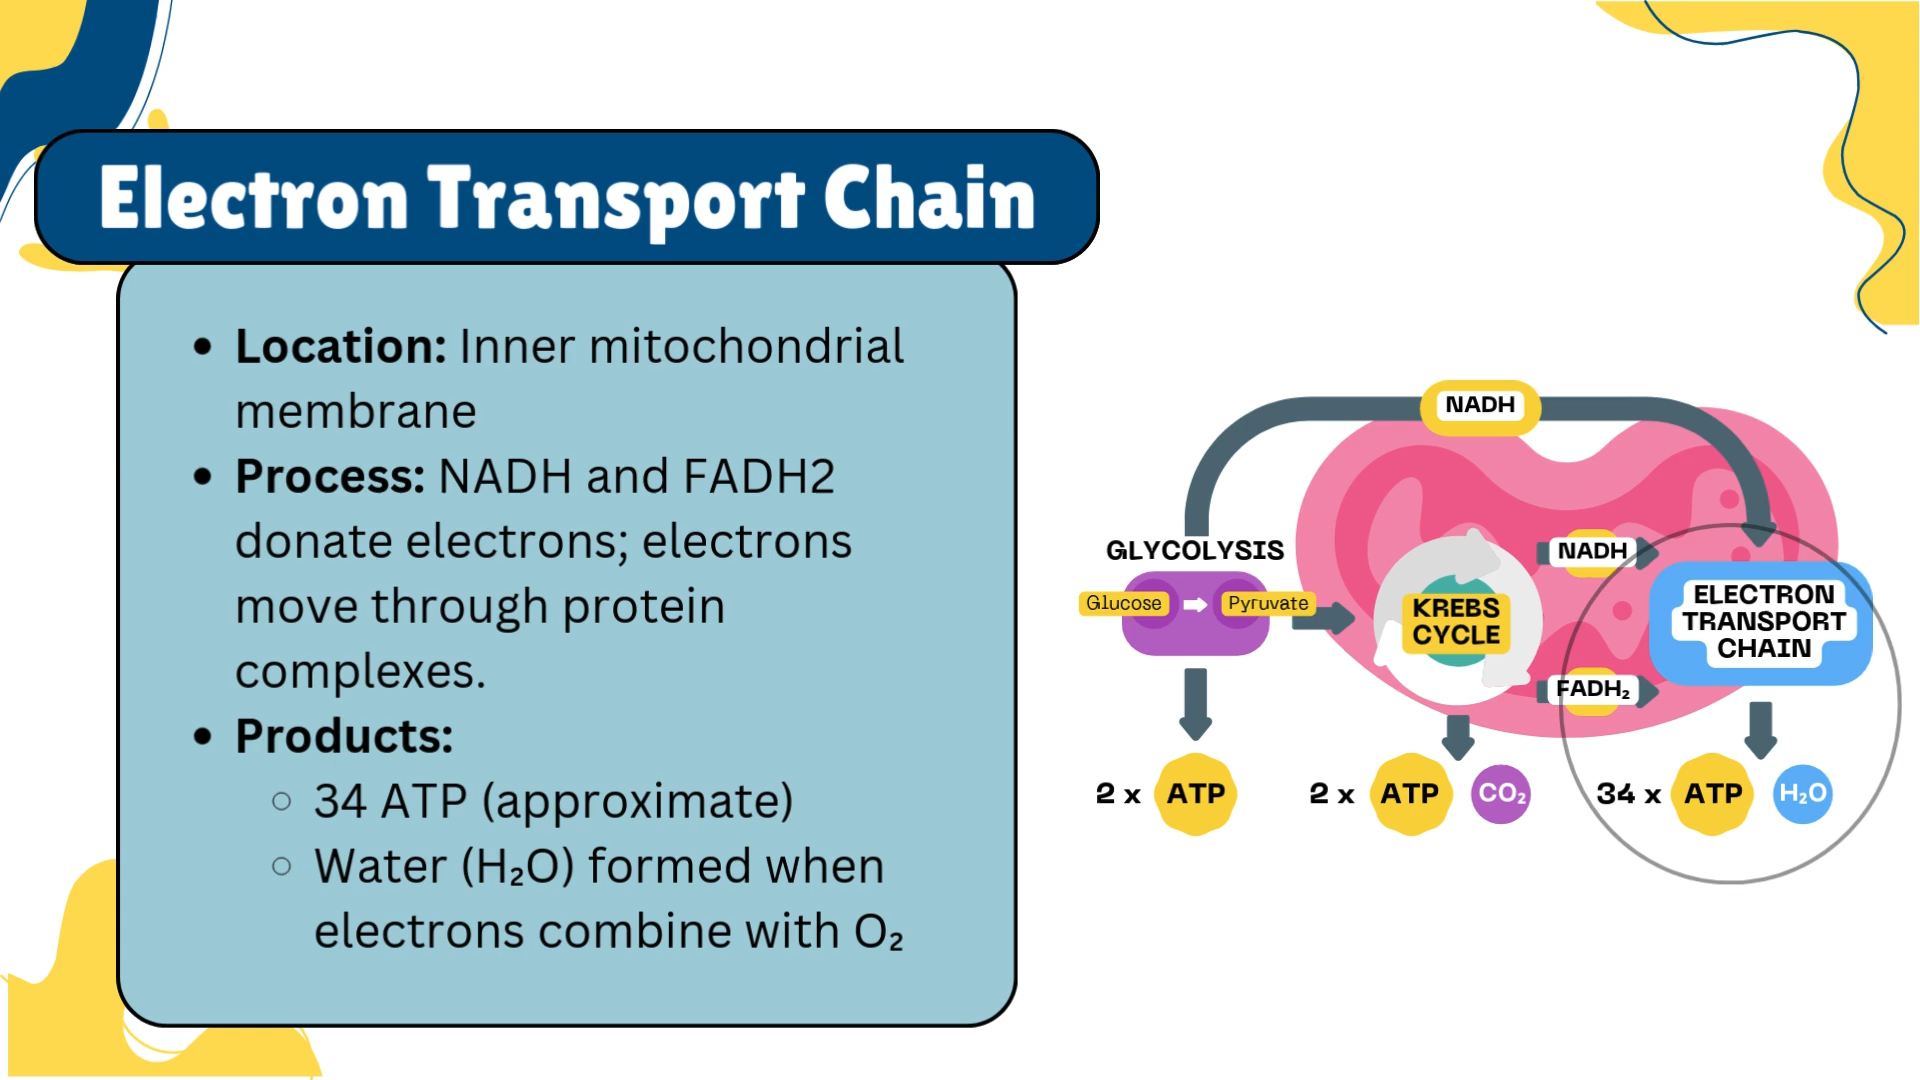 Electron Transport Chain
• Location: Inner mitochondrial
membrane
• Process: NADH and FADH2
donate electrons; electrons
move through protein
complexes.
• Products:
○ 34 ATP (approximate)
○ Water (H₂O) formed when
electrons combine with O₂
NADH
GLYCOLYSIS
Glucose
Pyruvate
KREBS
CYCLE
NADH
FADH₂
ELECTRON
TRANSPORT
CHAIN
2 x ATP
2 x ATP CO₂
34 x ATP H₂O